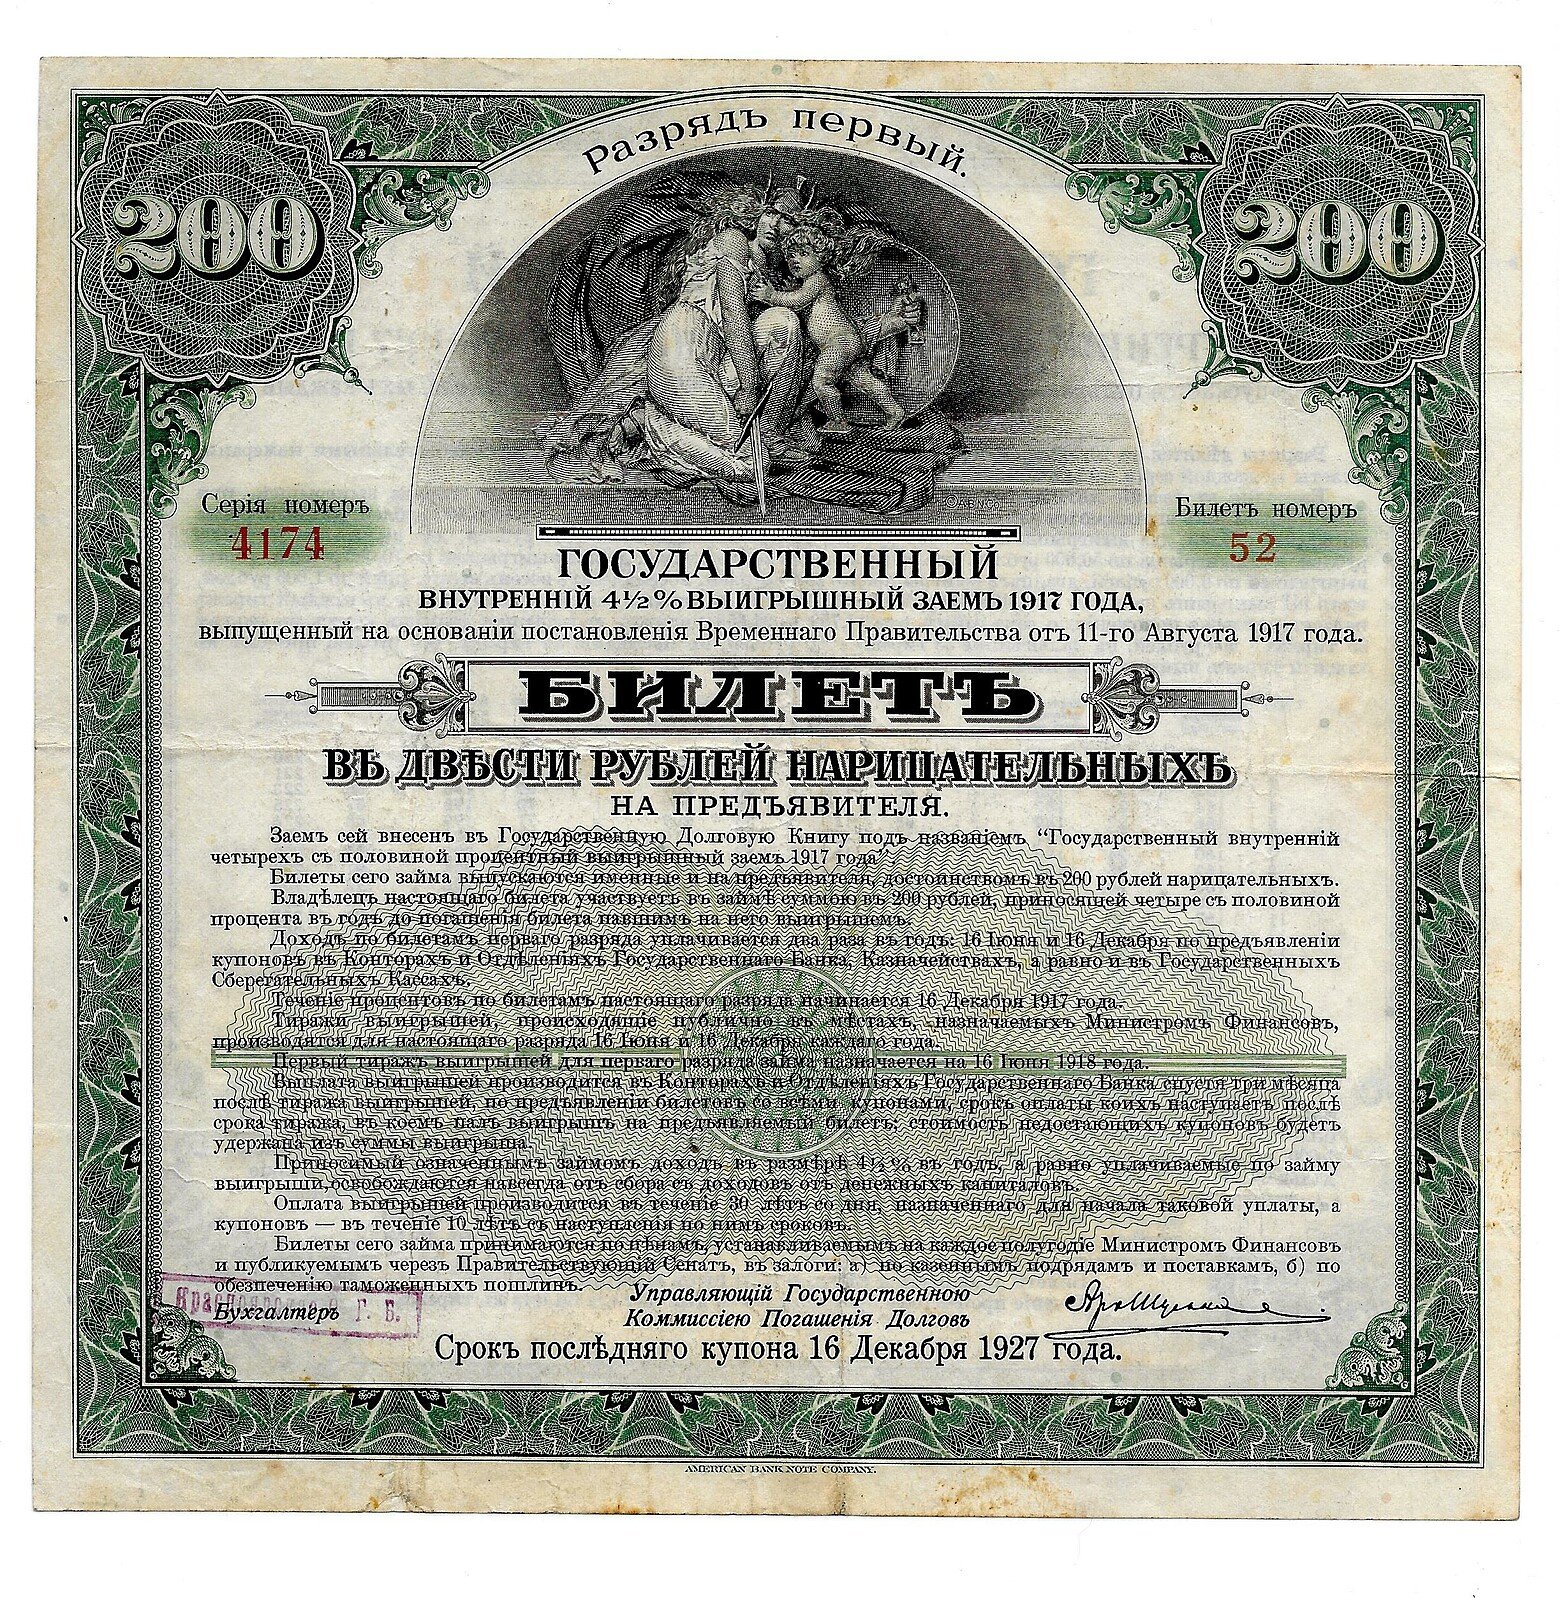 Разрядъ первый.
200
200
Серія номеръ
4174
Билетъ номеръ
52
ГОСУДАРСТВЕННЫЙ
ВНУТРЕННІЙ 4½% ВЫИГРЫШНЫЙ ЗАЕМЪ 1917 ГОДА,
выпущенный на основаніи постановленія Временнаго Правительства отъ 11-го Августа 1917 года.
БИЛЕТЪ
ВЪ ДВѢСТИ РУБЛЕЙ НАРИЦАТЕЛЬНЫХЪ
НА ПРЕДЪЯВИТЕЛЯ.
Заемъ сей внесенъ въ Государственную Долговую Книгу подъ названіемъ “Государственный внутренній
четырехъ съ половиной процентный выигрышный заемъ 1917 года”
Билеты сего займа выпускаются именные и на предъявителя, достоинствомъ въ 200 рублей нарицательныхъ.
Владѣлецъ настоящаго билета участвуетъ въ займѣ суммою въ 200 рублей, приносящей четыре съ половиной
процента въ годъ до погашенія билета павшимъ на него выигрышемъ.
Доходъ по билетамъ перваго разряда уплачивается два раза въ годъ: 16 Іюня и 16 Декабря по предъявленіи
купоновъ въ Конторахъ и Отдѣленіяхъ Государственнаго Банка, Казначействахъ, а равно и въ Государственныхъ
Сберегательныхъ Кассахъ.
Теченіе процентовъ по билетамъ настоящаго разряда начинается 16 Декабря 1917 года.
Тиражи выигрышей, происходящіе публично въ мѣстахъ, назначаемыхъ Министромъ Финансовъ,
производятся для настоящаго разряда 16 Іюня и 16 Декабря каждаго года.
Первый тиражъ выигрышей для перваго разряда займа назначается на 16 Іюня 1918 года.
Выплата выигрышей производится въ Конторахъ и Отдѣленіяхъ Государственнаго Банка спустя три мѣсяца
послѣ тиража выигрышей, по предъявленіи билетовъ со всѣми купонами, срокъ оплаты коихъ наступаетъ послѣ
срока тиража, въ коемъ палъ выигрышъ на предъявляемый билетъ; стоимость недостающихъ купоновъ будетъ
удержана изъ суммы выигрыша.
Приносимый означеннымъ займомъ доходъ въ размѣрѣ 4½% въ годъ, а равно уплачиваемые по займу
выигрыши, освобождаются навсегда отъ сбора съ доходовъ отъ денежныхъ капиталовъ.
Оплата выигрышей производится въ теченіе 30 лѣтъ со дня, назначеннаго для начала таковой уплаты, а
купоновъ — въ теченіе 10 лѣтъ съ наступленія по нимъ сроковъ.
Билеты сего займа принимаются по цѣнамъ, устанавливаемымъ на каждое полугодіе Министромъ Финансовъ
и публикуемымъ черезъ Правительствующій Сенатъ, въ залоги: а) по казеннымъ подрядамъ и поставкамъ, б) по
обезпеченію таможенныхъ пошлинъ.
Г. Б.
Бухгалтеръ
Управляющій Государственною
Коммиссіею Погашенія Долговъ
Срокъ послѣдняго купона 16 Декабря 1927 года.
AMERICAN BANK NOTE COMPANY.